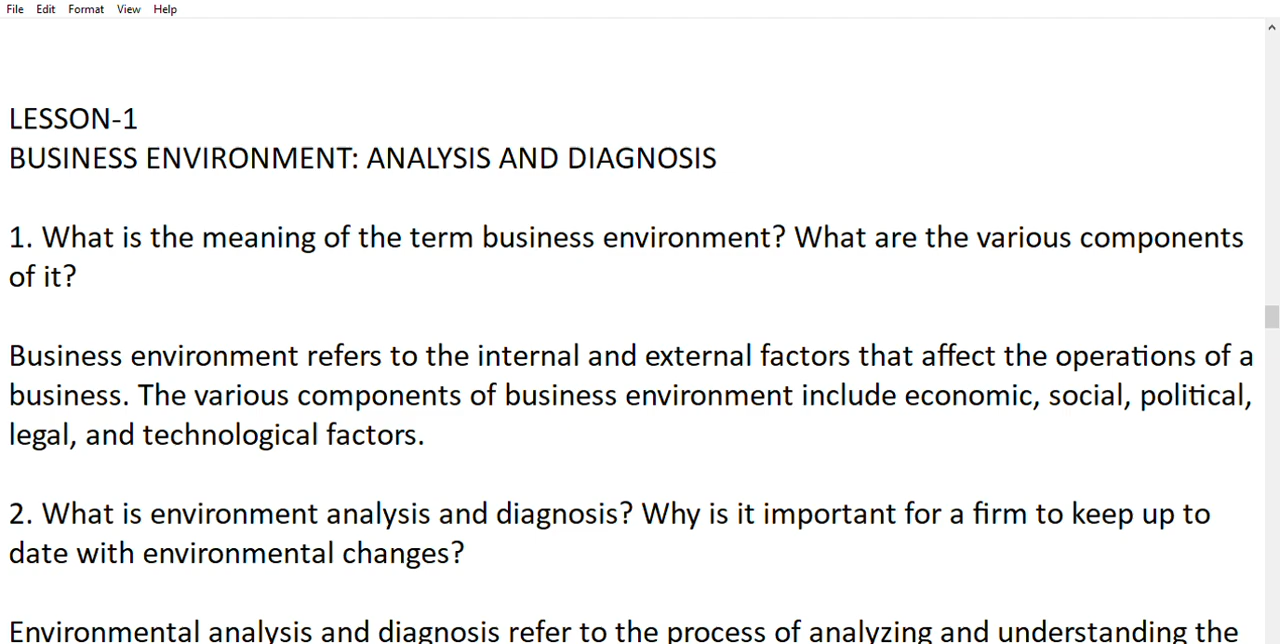 File Edit Format View Help
LESSON-1
BUSINESS ENVIRONMENT: ANALYSIS AND DIAGNOSIS
1. What is the meaning of the term business environment? What are the various components
of it?
Business environment refers to the internal and external factors that affect the operations of a
business. The various components of business environment include economic, social, political,
legal, and technological factors.
2. What is environment analysis and diagnosis? Why is it important for a firm to keep up to
date with environmental changes?
Environmental analysis and diagnosis refer to the process of analyzing and understanding the